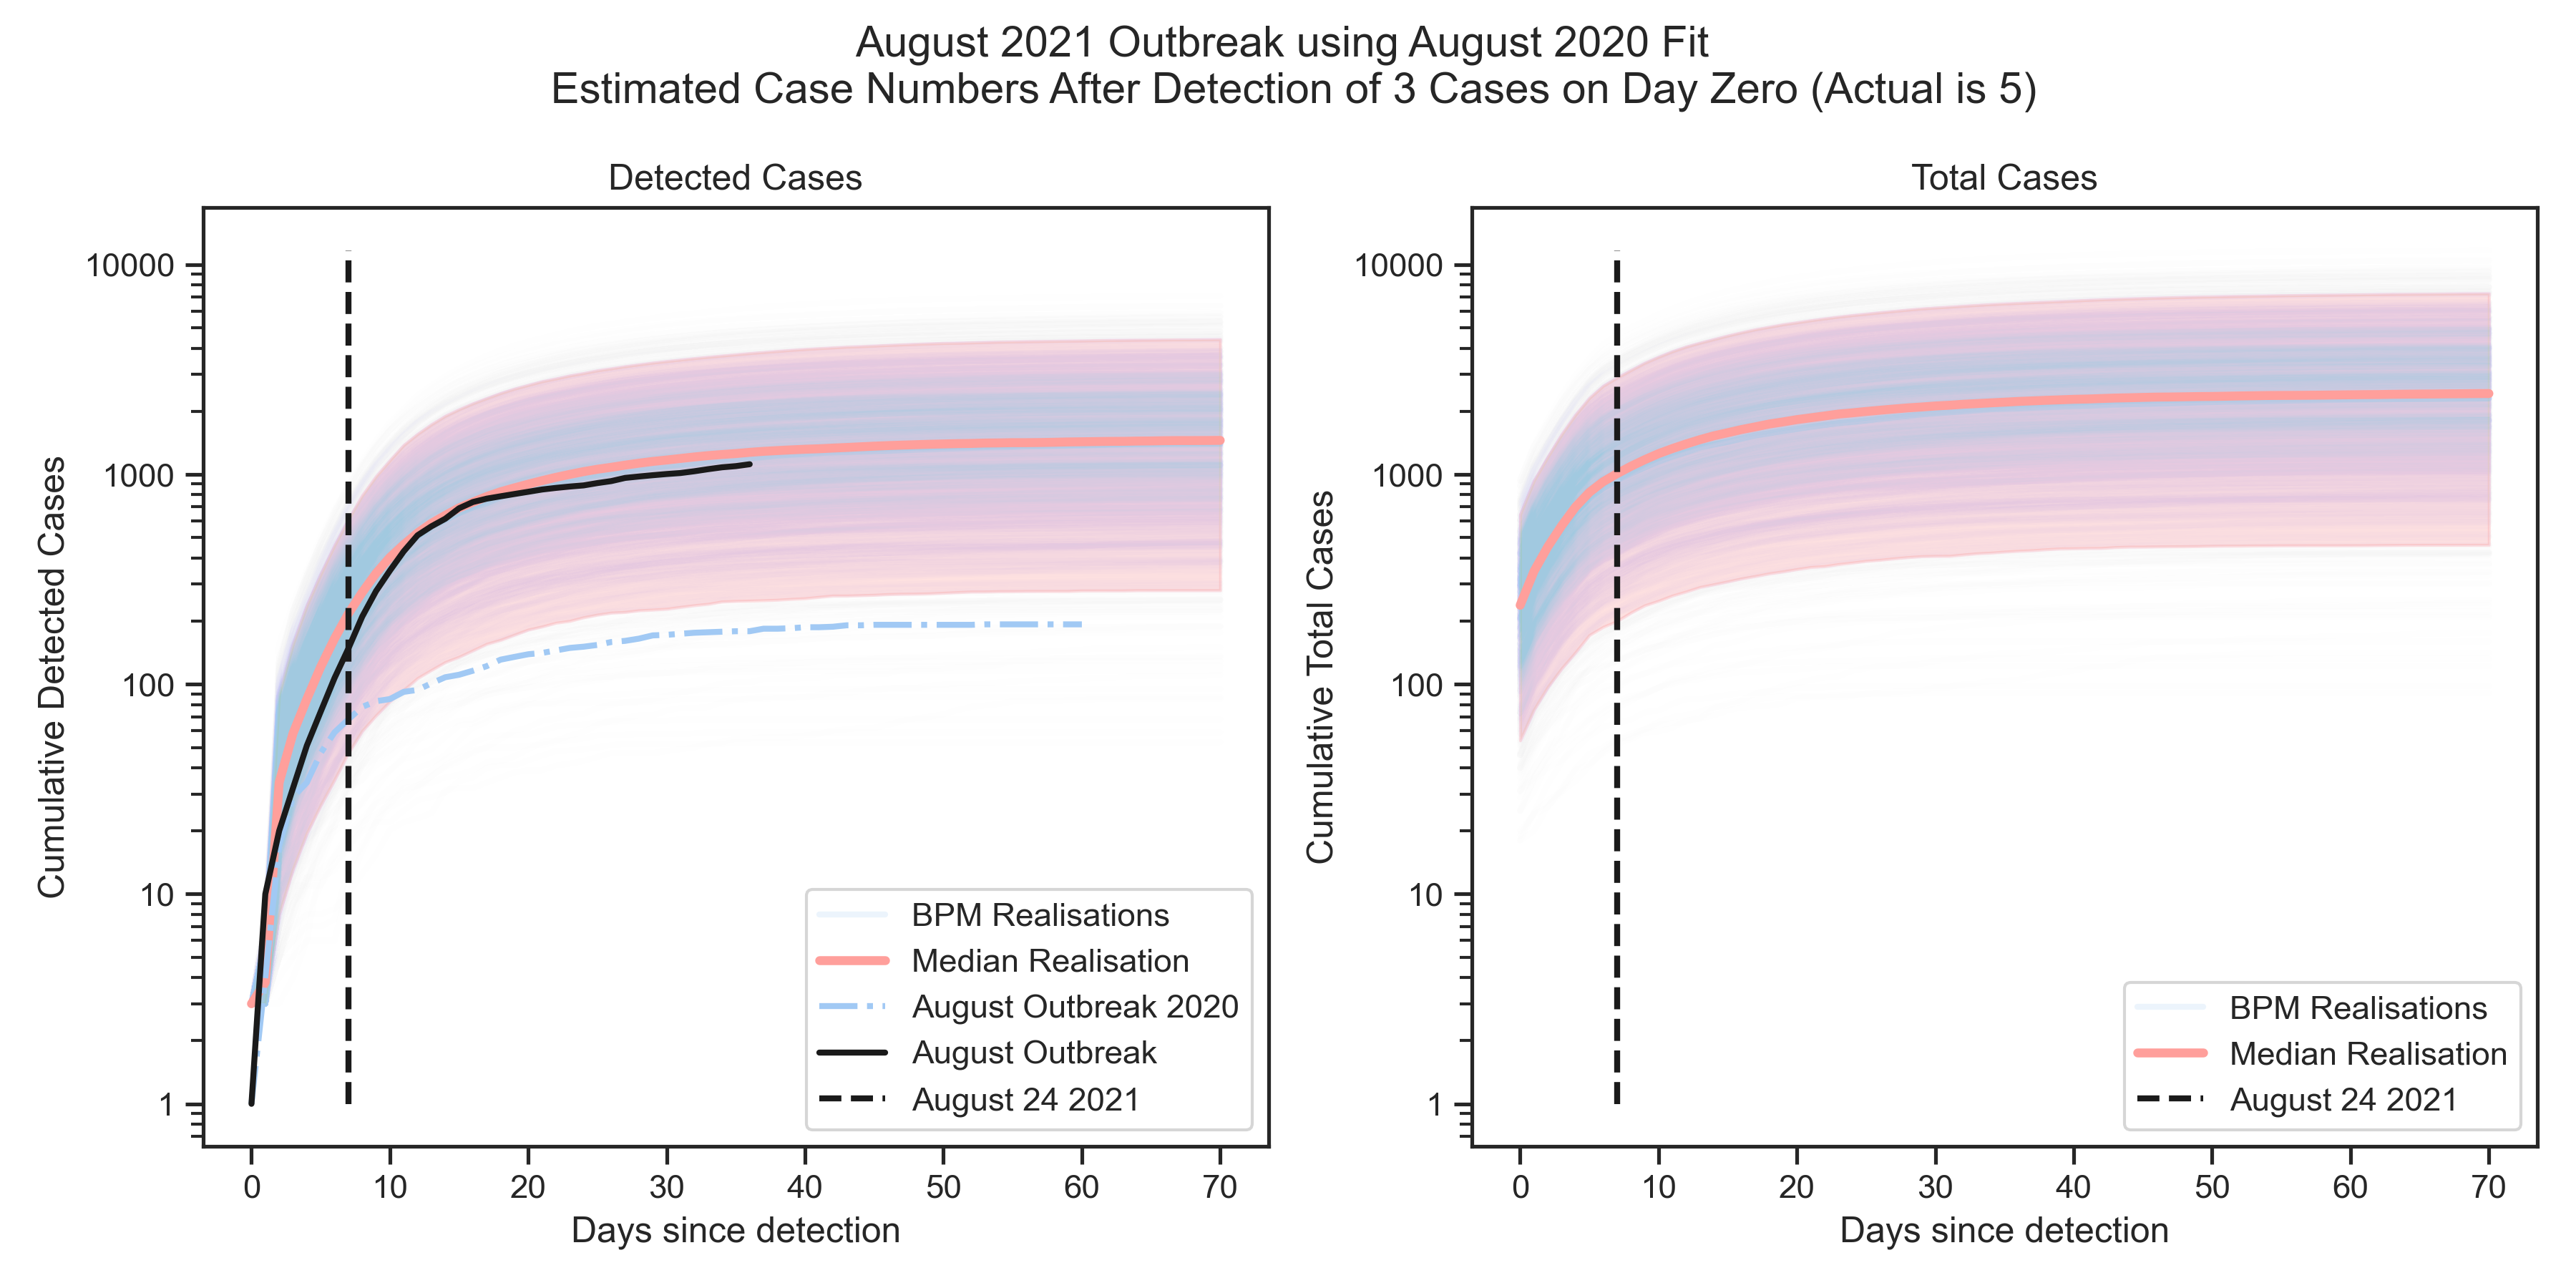 August 2021 Outbreak using August 2020 Fit
Estimated Case Numbers After Detection of 3 Cases on Day Zero (Actual is 5)
Detected Cases
Cumulative Detected Cases
10000
1000
100
10
1
0 10 20 30 40 50 60 70
Days since detection
BPM Realisations
Median Realisation
August Outbreak 2020
August Outbreak
August 24 2021
Total Cases
Cumulative Total Cases
10000
1000
100
10
1
0 10 20 30 40 50 60 70
Days since detection
BPM Realisations
Median Realisation
August 24 2021